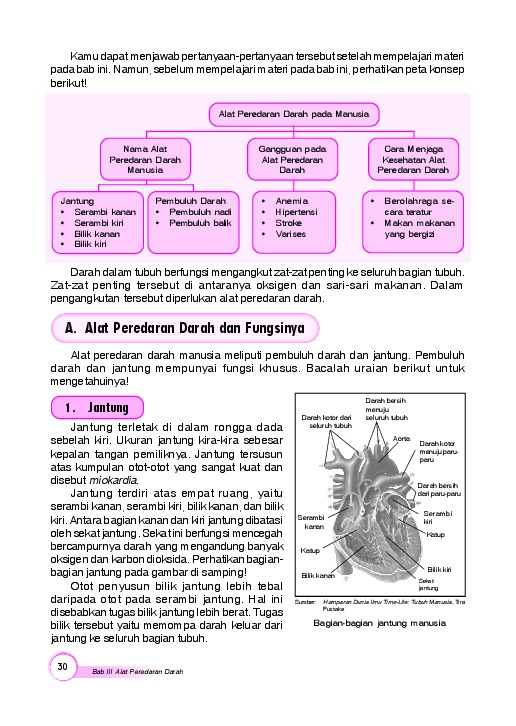 Kamu dapat menjawab pertanyaan-pertanyaan tersebut setelah mempelajari materi
pada bab ini. Namun, sebelum mempelajari materi pada bab ini, perhatikan peta konsep
berikut!
Alat Peredaran Darah pada Manusia
Nama Alat
Peredaran Darah
Manusia
Gangguan pada
Alat Peredaran
Darah
Cara Menjaga
Kesehatan Alat
Peredaran Darah
Jantung
• Serambi kanan
• Serambi kiri
• Bilik kanan
• Bilik kiri
Pembuluh Darah
• Pembuluh nadi
• Pembuluh balik
• Anemia
• Hipertensi
• Stroke
• Varises
• Berolahraga se-
cara teratur
• Makan makanan
yang bergizi
Darah dalam tubuh berfungsi mengangkut zat-zat penting ke seluruh bagian tubuh.
Zat-zat penting tersebut di antaranya oksigen dan sari-sari makanan. Dalam
pengangkutan tersebut diperlukan alat peredaran darah.
A. Alat Peredaran Darah dan Fungsinya
Alat peredaran darah manusia meliputi pembuluh darah dan jantung. Pembuluh
darah dan jantung mempunyai fungsi khusus. Bacalah uraian berikut untuk
mengetahuinya!
1. Jantung
Jantung terletak di dalam rongga dada
sebelah kiri. Ukuran jantung kira-kira sebesar
kepalan tangan pemiliknya. Jantung tersusun
atas kumpulan otot-otot yang sangat kuat dan
disebut miokardia.
Jantung terdiri atas empat ruang, yaitu
serambi kanan, serambi kiri, bilik kanan, dan bilik
kiri. Antara bagian kanan dan kiri jantung dibatasi
oleh sekat jantung. Sekat ini berfungsi mencegah
bercampurnya darah yang mengandung banyak
oksigen dan karbon dioksida. Perhatikan bagian-
bagian jantung pada gambar di samping!
Otot penyusun bilik jantung lebih tebal
daripada otot pada serambi jantung. Hal ini
disebabkan tugas bilik jantung lebih berat. Tugas
bilik tersebut yaitu memompa darah keluar dari
jantung ke seluruh bagian tubuh.
Darah bersih
menuju
seluruh tubuh
Darah kotor dari
seluruh tubuh
Aorta
Darah kotor
menuju paru-
paru
Darah bersih
dari paru-paru
Serambi
kanan
Serambi
kiri
Katup
Katup
Bilik kanan
Bilik kiri
Sekat
jantung
Sumber: Hamparan Dunia Ilmu Time-Life: Tubuh Manusia, Tira
Pustaka
Bagian-bagian jantung manusia
30
Bab III Alat Peredaran Darah